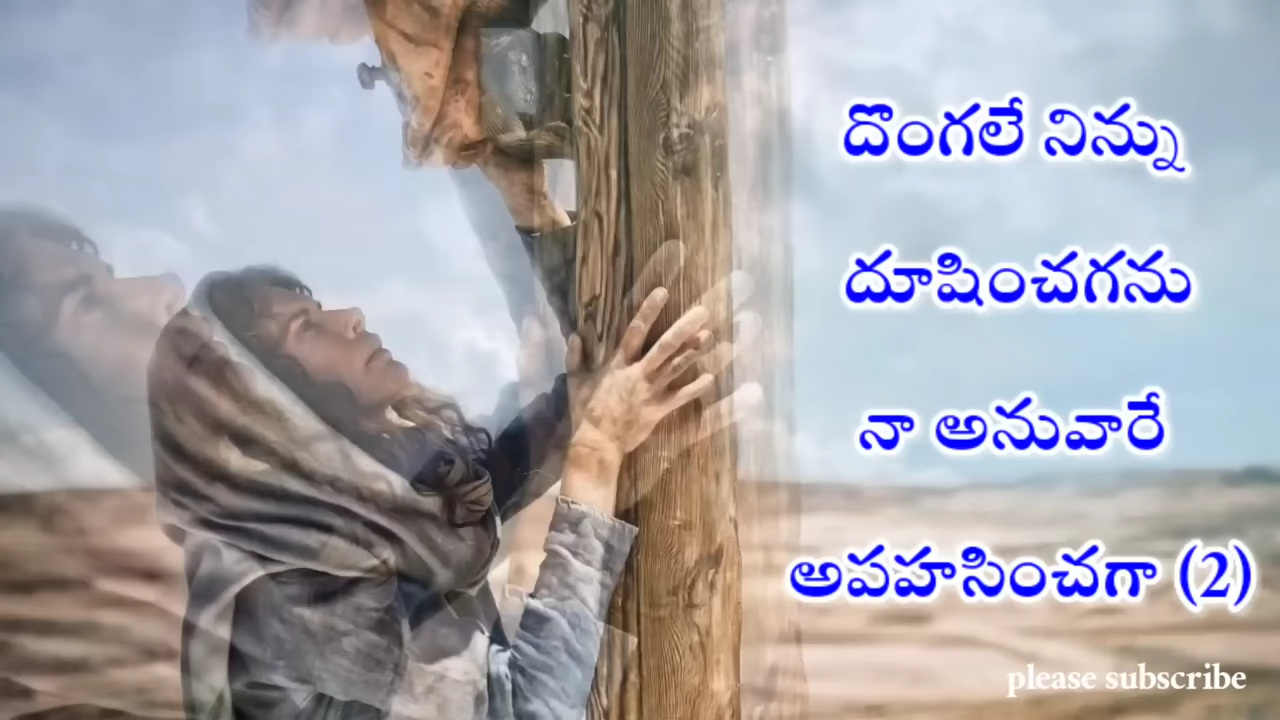 దొంగలే నిన్ను
దూషించగను
నా అనువారే
అపహసించగా (2)
please subscribe